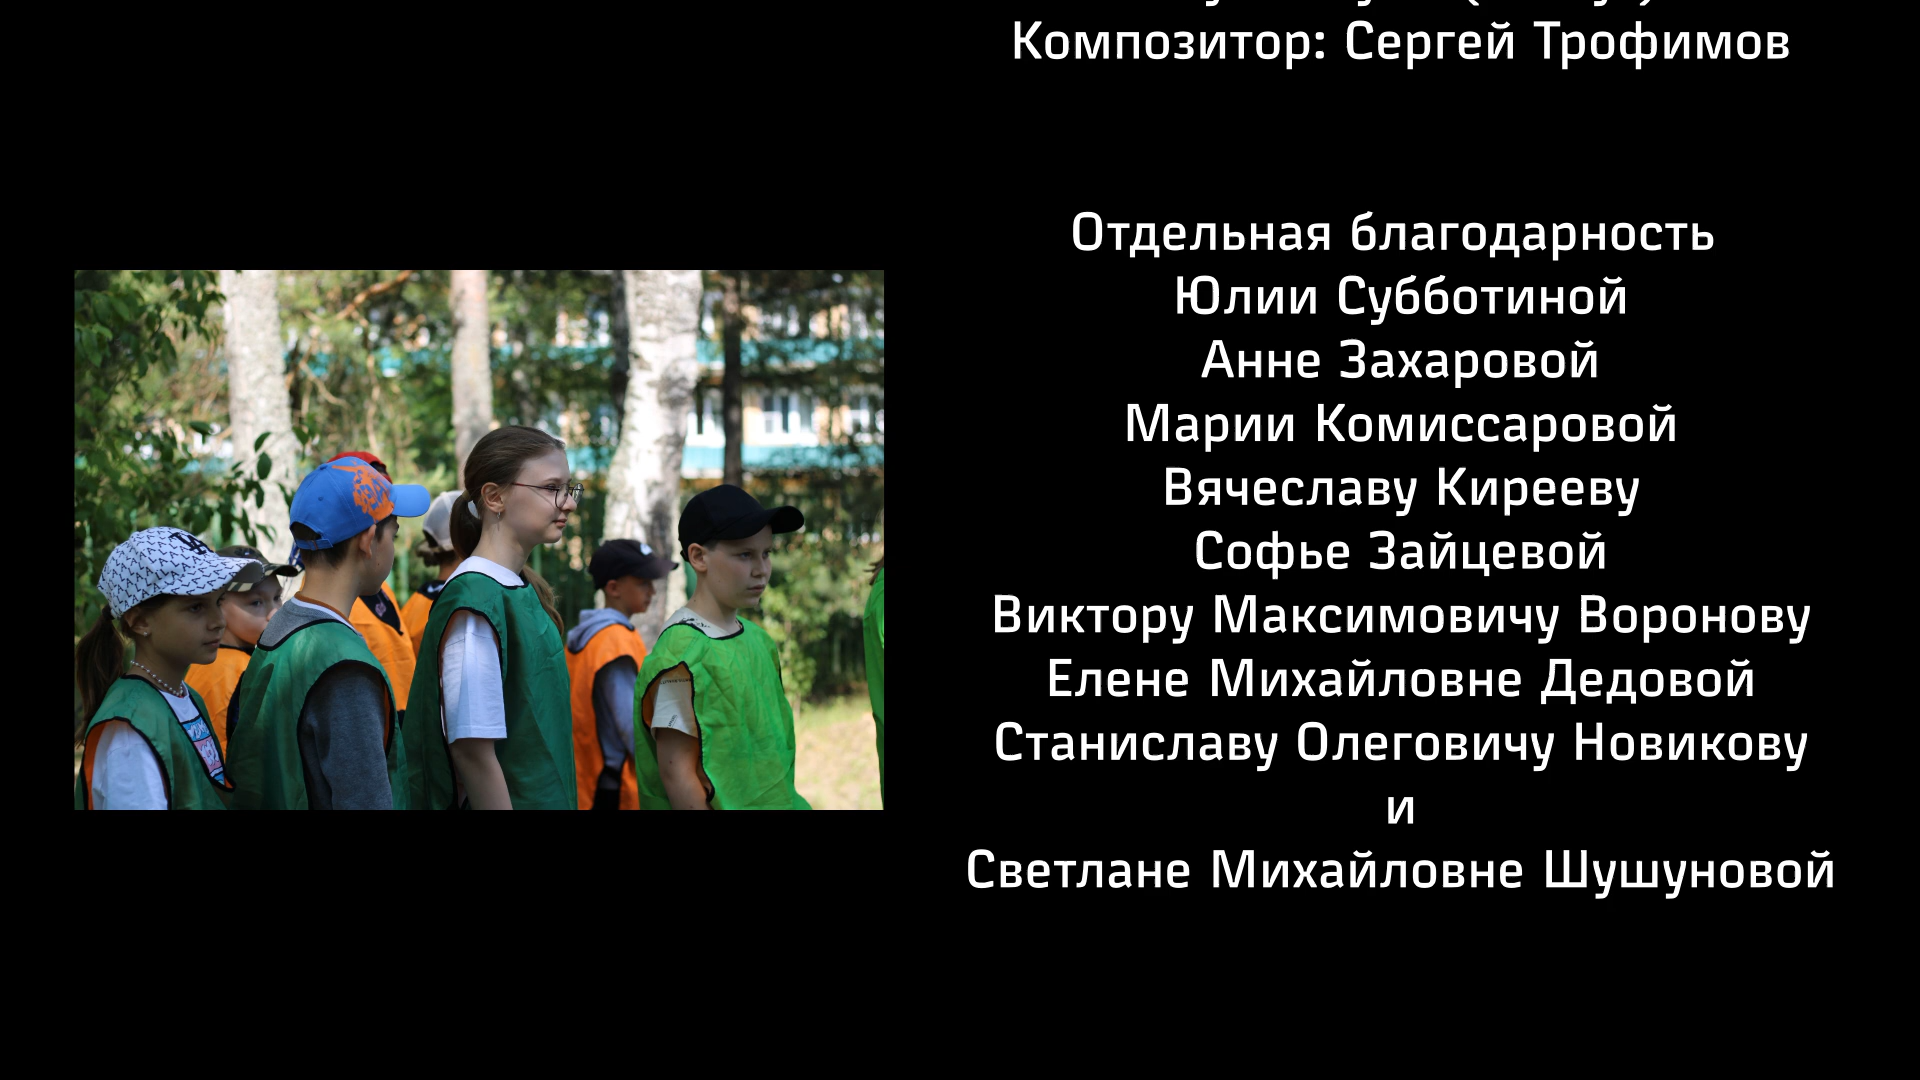 Композитор: Сергей Трофимов
Отдельная благодарность
Юлии Субботиной
Анне Захаровой
Марии Комиссаровой
Вячеславу Кирееву
Софье Зайцевой
Виктору Максимовичу Воронову
Елене Михайловне Дедовой
Станиславу Олеговичу Новикову
и
Светлане Михайловне Шушуновой